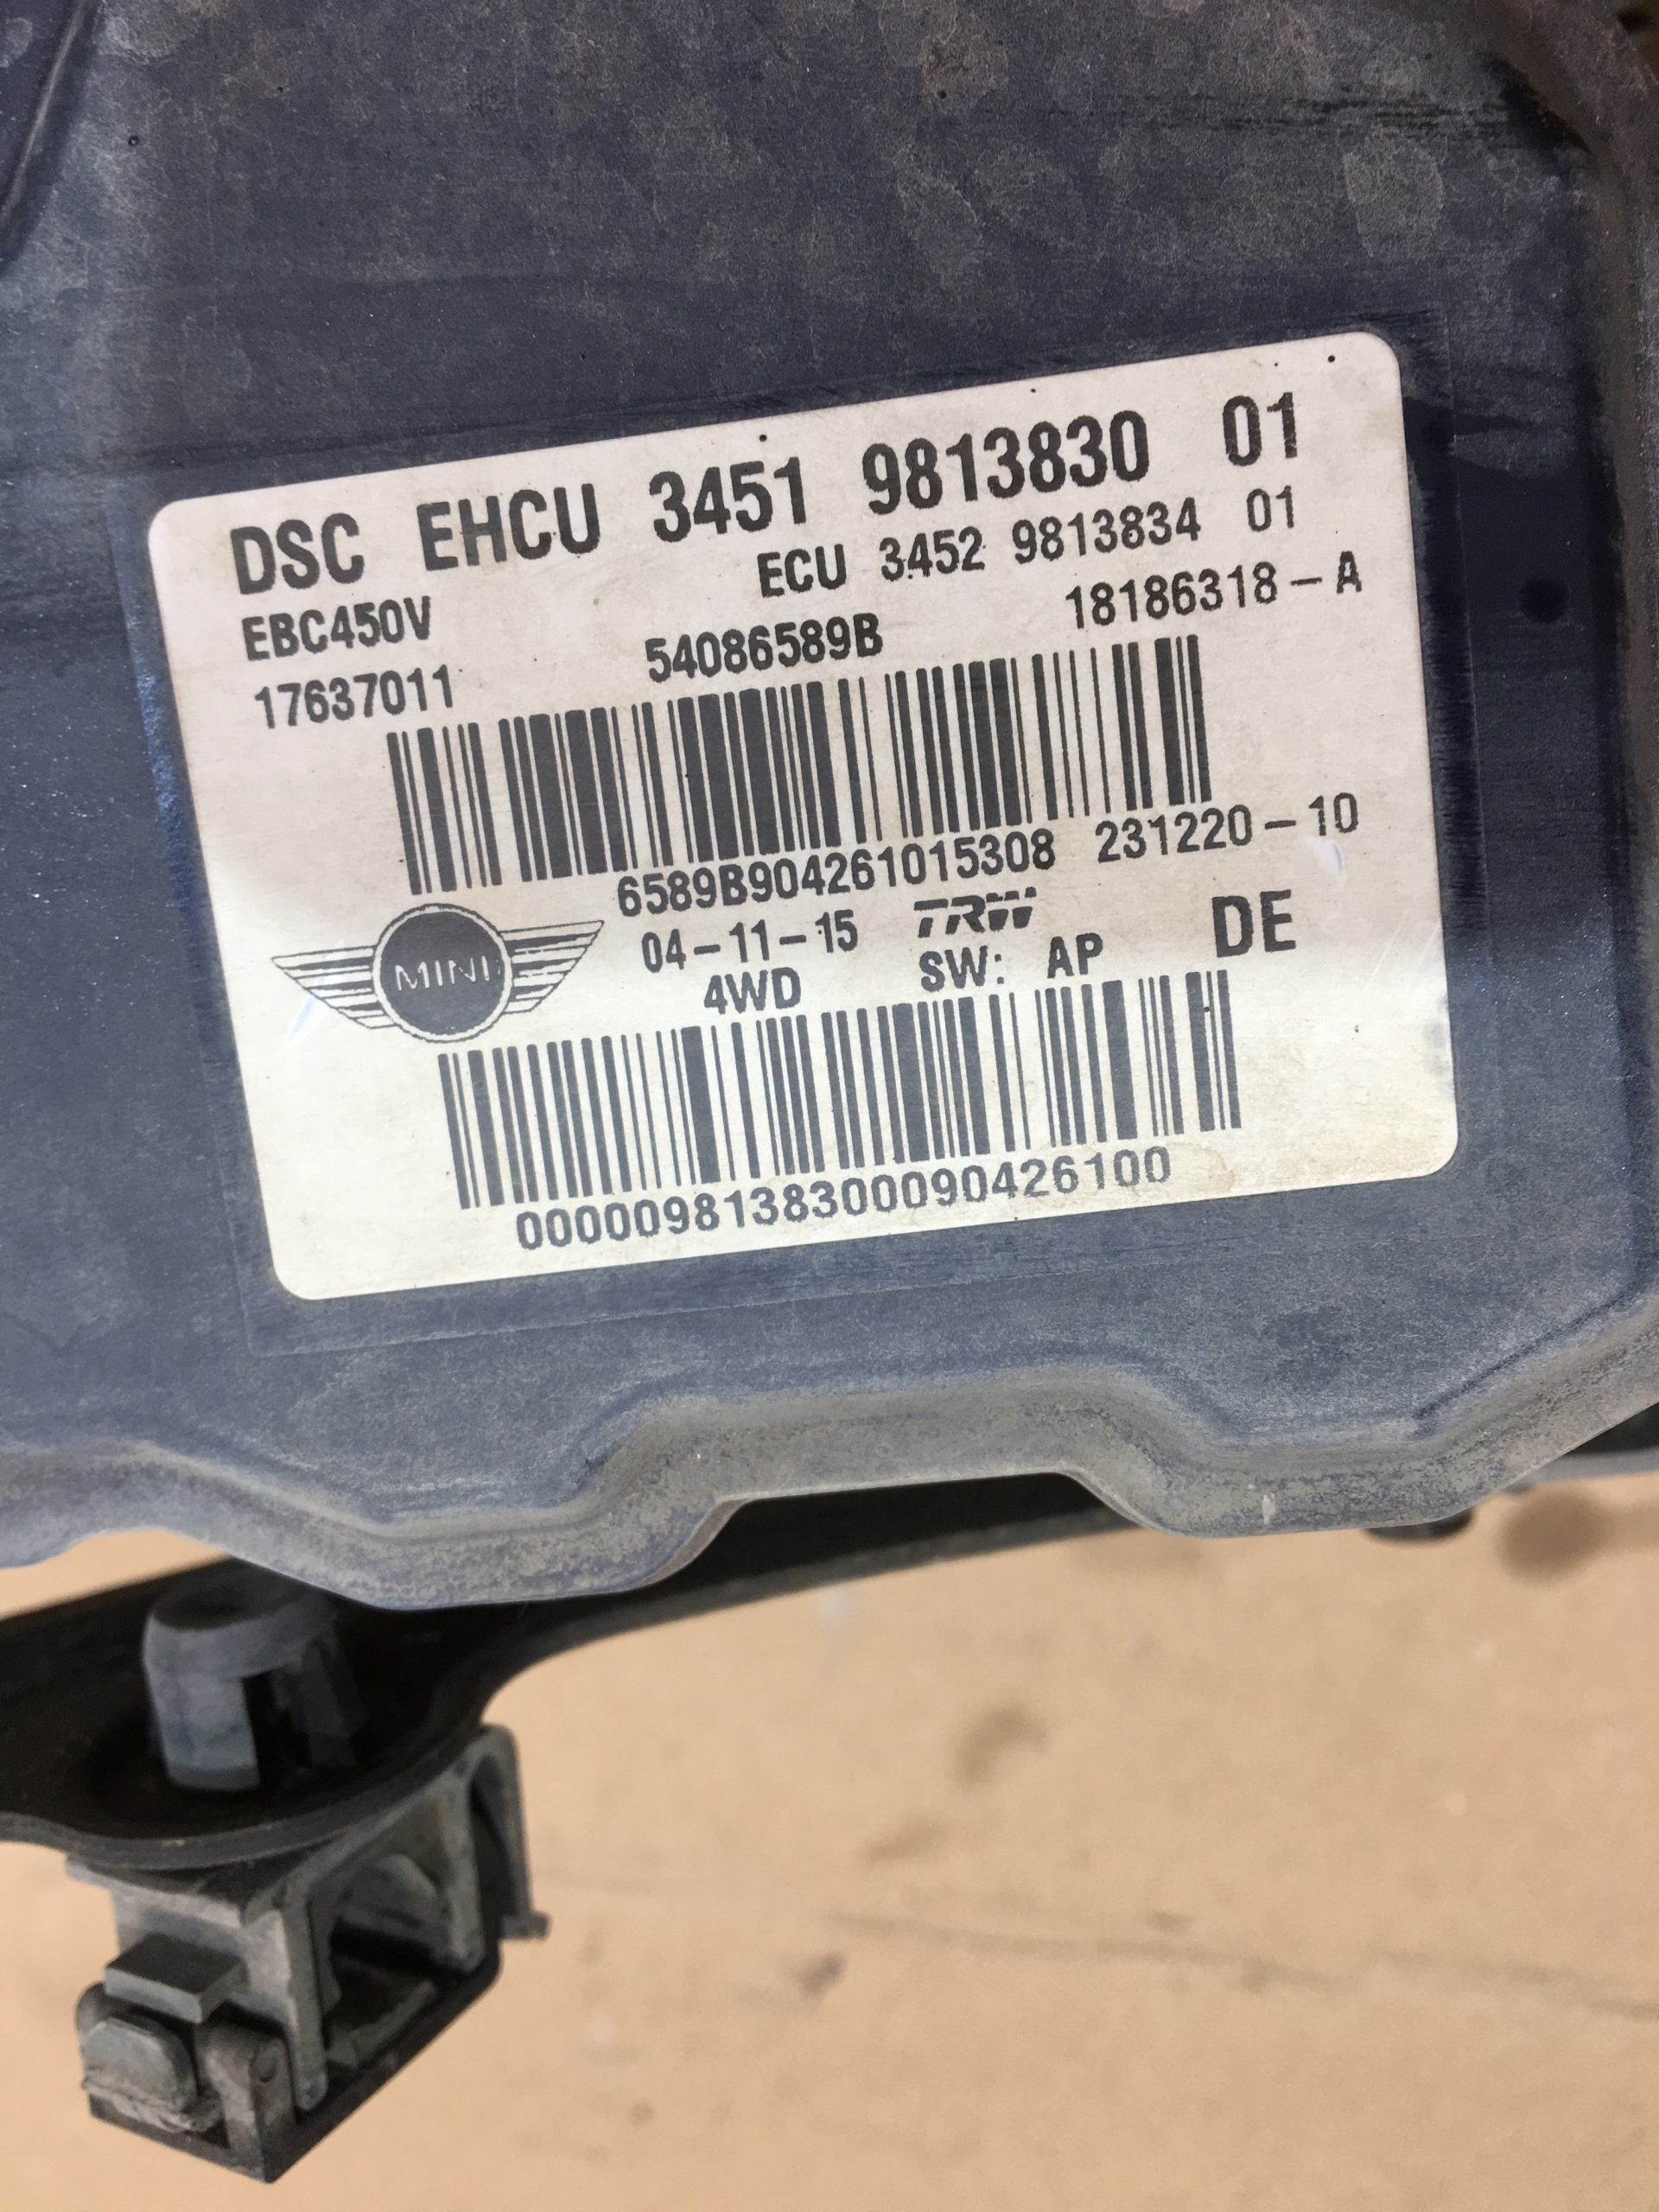 DSC EHCU 3451 9813830 01
ECU 3452 9813834 01
EBC450V
17637011 54086589B 18186318-A
6589B904261015308 231220-10
MINI 04-11-15 TRW
4WD SW: AP DE
00000981383000090426100